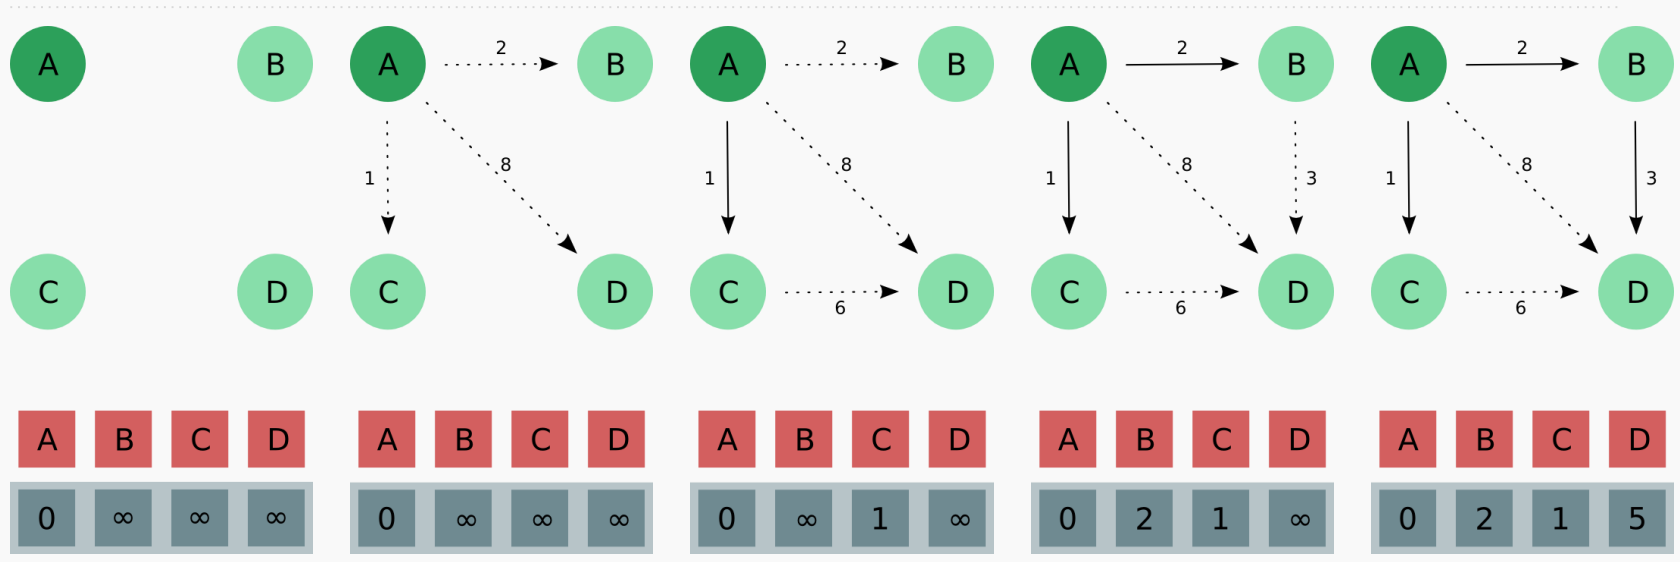 A B A 2 B A 2 B A 2 B A 2 B
1 8 1 8 1 8 3 1 8 3
C D C D C 6 D C 6 D C 6 D
A B C D A B C D A B C D A B C D A B C D
0 ∞ ∞ ∞ 0 ∞ ∞ ∞ 0 ∞ 1 ∞ 0 2 1 ∞ 0 2 1 5